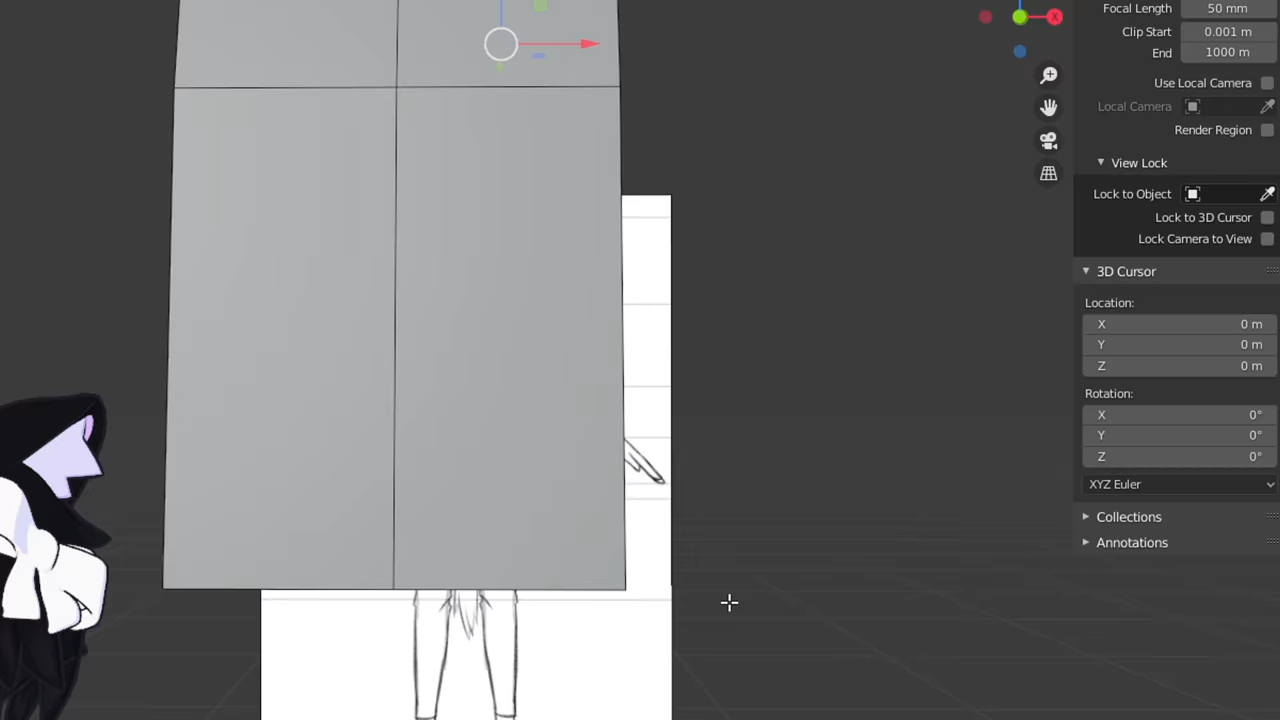 Focal Length 50 mm
Clip Start 0.001 m
End 1000 m
Use Local Camera
Local Camera
Render Region
View Lock
Lock to Object
Lock to 3D Cursor
Lock Camera to View
3D Cursor
Location:
X 0 m
Y 0 m
Z 0 m
Rotation:
X 0°
Y 0°
Z 0°
XYZ Euler
Collections
Annotations
X